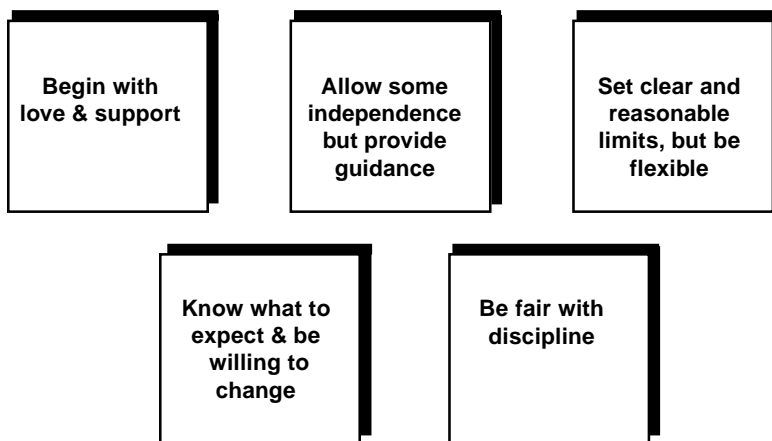 Begin with
love & support
Allow some
independence
but provide
guidance
Set clear and
reasonable
limits, but be
flexible
Know what to
expect & be
willing to
change
Be fair with
discipline